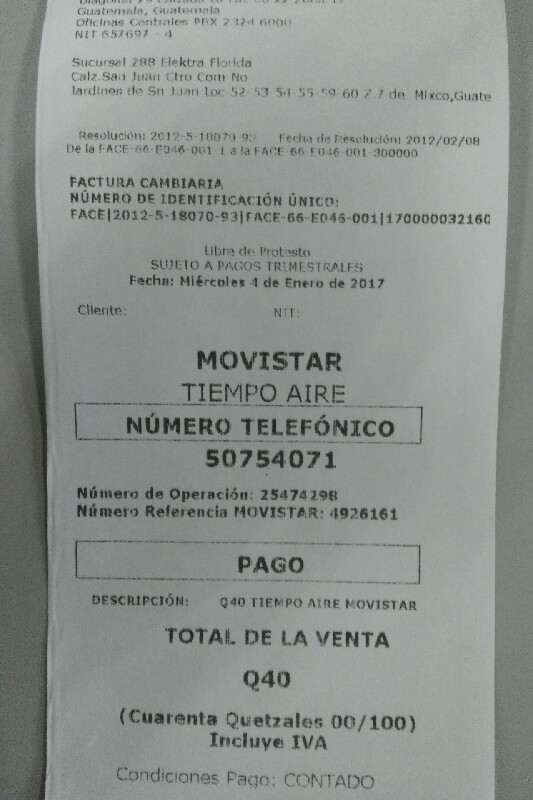 Guatemala, Guatemala
Oficinas Centrales PBX 2324 6000
NIT 657697 - 4
Sucursal 288 Elektra Florida
Calz.San Juan Ctro Com No
Jardines de Sn Juan Loc 52-53 54-55-59 60 Z.7 de Mixco,Guate
Resolución: 2012-5-18070-93 Fecha de Resolución: 2012/02/08
De la FACE-66-E046-001-1 a la FACE-66-E046-001-300000
FACTURA CAMBIARIA
NÚMERO DE IDENTIFICACIÓN ÚNICO:
FACE|2012-5-18070-93|FACE-66-E046-001|170000032160
Libre de Protesto
SUJETO A PAGOS TRIMESTRALES
Fecha: Miércoles 4 de Enero de 2017
Cliente: NIT:
MOVISTAR
TIEMPO AIRE
NÚMERO TELEFÓNICO
50754071
Número de Operación: 25474298
Número Referencia MOVISTAR: 4926161
PAGO
DESCRIPCIÓN: Q40 TIEMPO AIRE MOVISTAR
TOTAL DE LA VENTA
Q40
(Cuarenta Quetzales 00/100)
Incluye IVA
Condiciones Pago: CONTADO